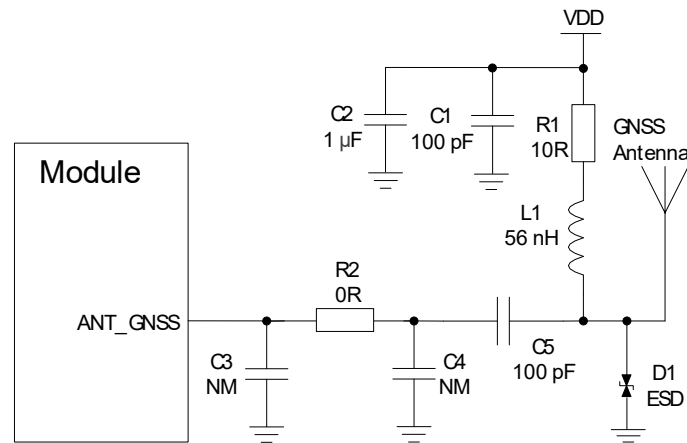 VDD
C2
1 µF
C1
100 pF
R1
10R
GNSS
Antenna
Module
L1
56 nH
R2
0R
ANT_GNSS
C3
NM
C4
NM
C5
100 pF
D1
ESD